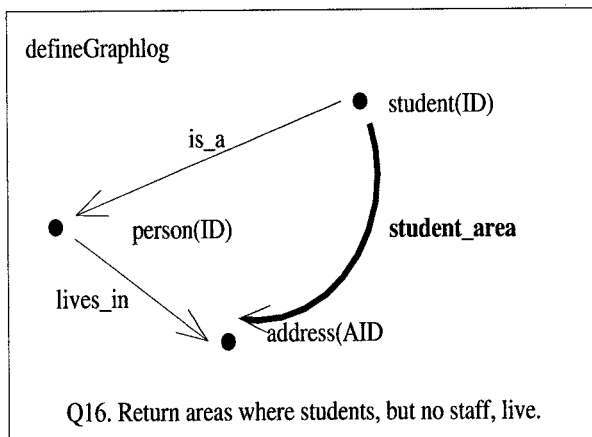 defineGraphlog
student(ID)
is_a
person(ID)
student_area
lives_in
address(AID
Q16. Return areas where students, but no staff, live.